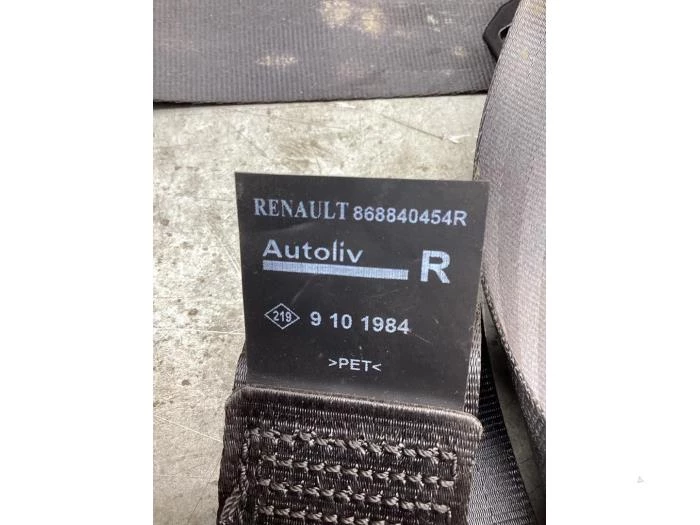 RENAULT 868840454R
Autoliv R
219 9 10 1984
>PET<